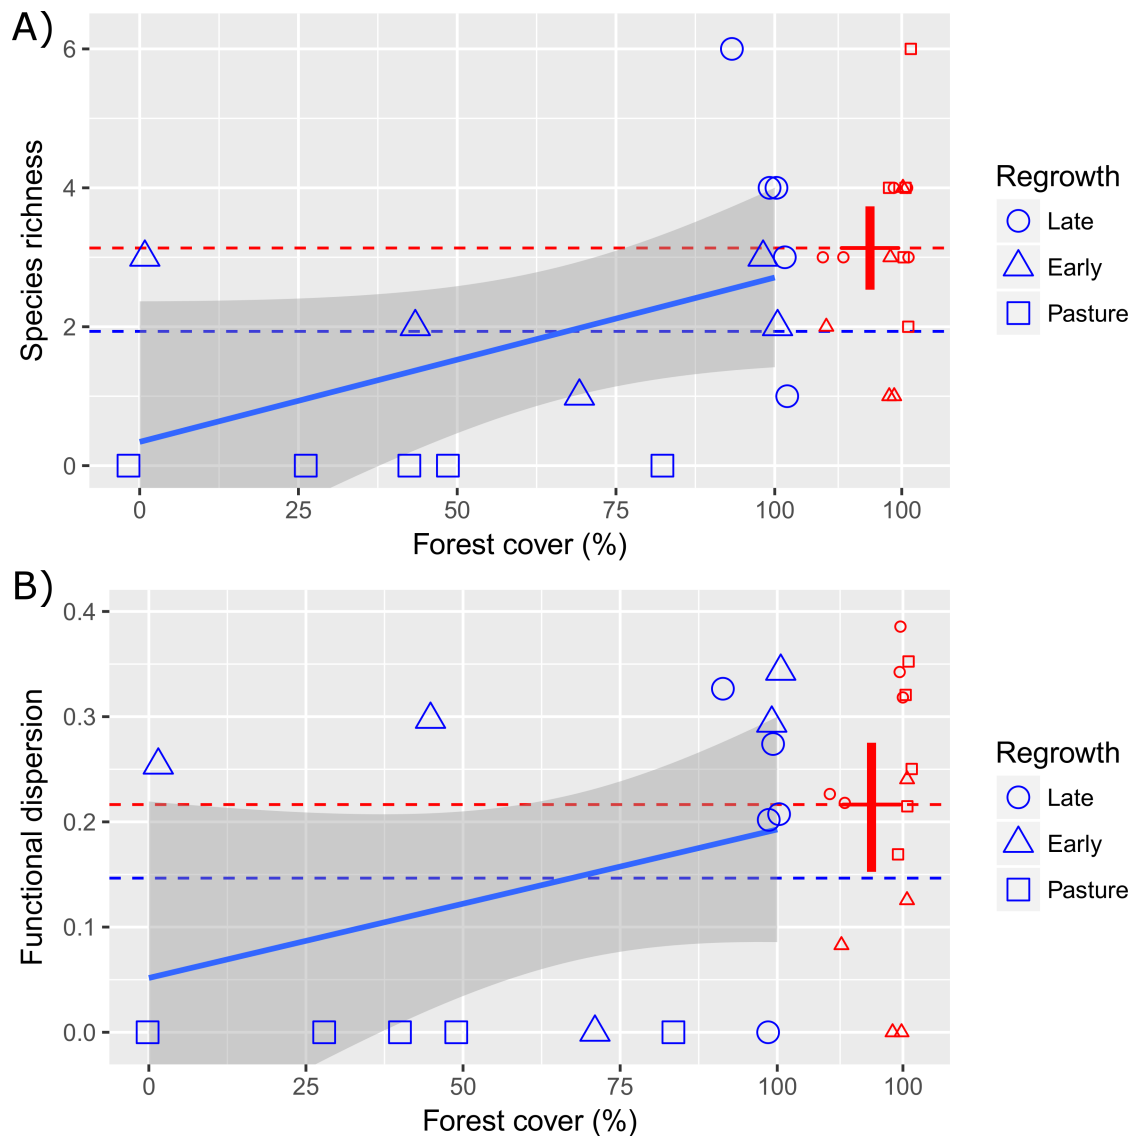 A)
Species richness
6
4
2
0
0 25 50 75 100 100
Forest cover (%)
Regrowth
Late
Early
Pasture
B)
Functional dispersion
0.4
0.3
0.2
0.1
0.0
0 25 50 75 100 100
Forest cover (%)
Regrowth
Late
Early
Pasture